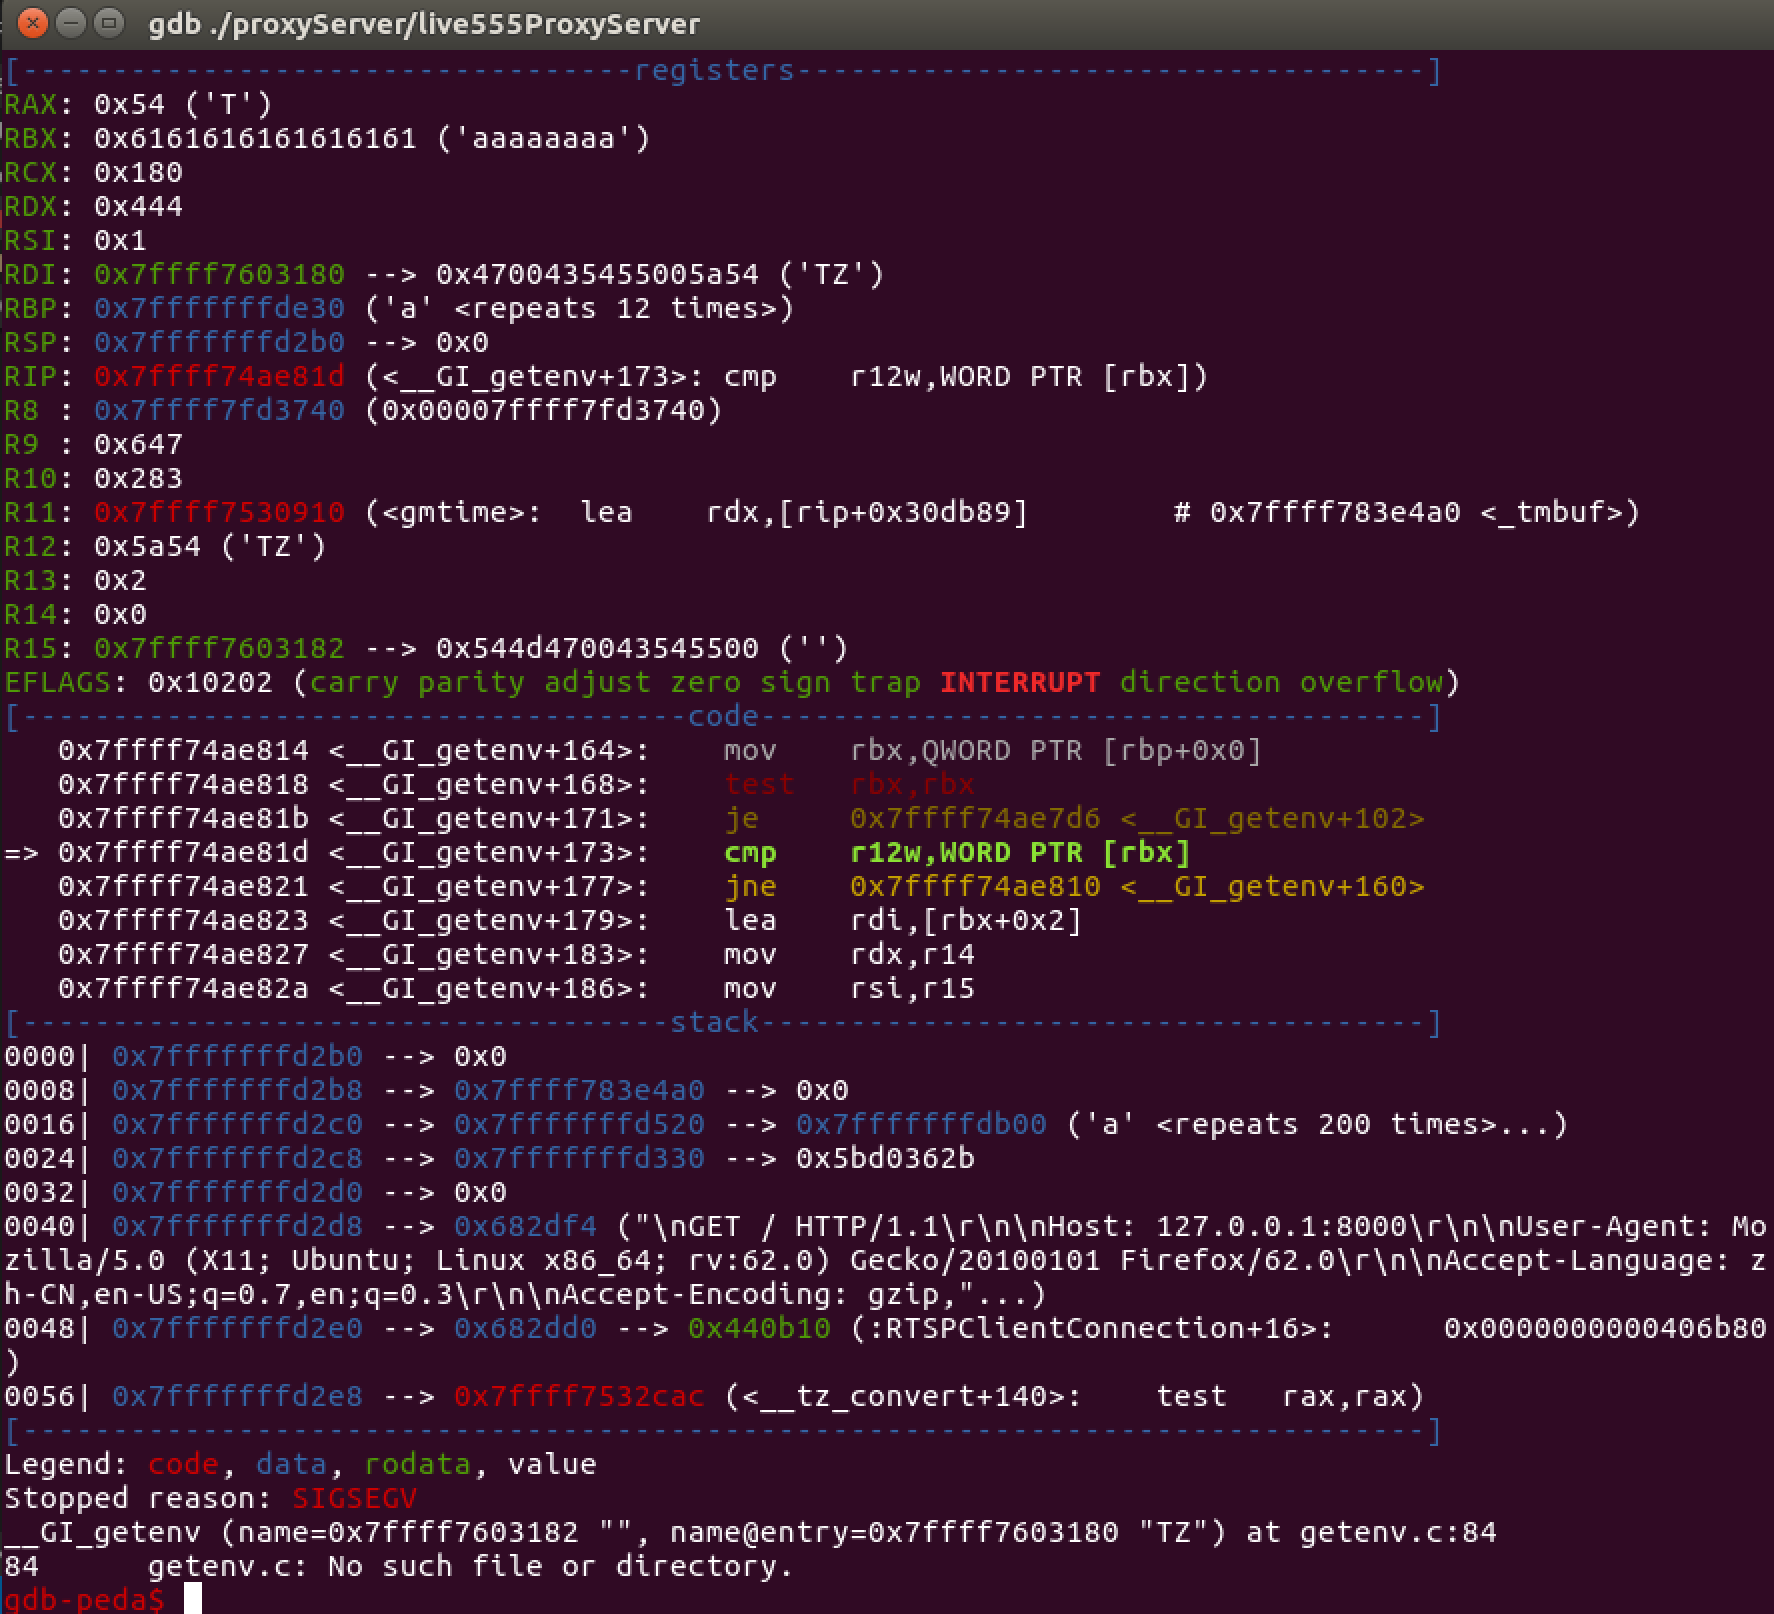 gdb ./proxyServer/live555ProxyServer
[----------------------------------registers-----------------------------------]
RAX: 0x54 ('T')
RBX: 0x6161616161616161 ('aaaaaaaa')
RCX: 0x180
RDX: 0x444
RSI: 0x1
RDI: 0x7ffff7603180 --> 0x4700435455005a54 ('TZ')
RBP: 0x7fffffffde30 ('a' <repeats 12 times>)
RSP: 0x7fffffffd2b0 --> 0x0
RIP: 0x7ffff74ae81d (<__GI_getenv+173>: cmp    r12w,WORD PTR [rbx])
R8 : 0x7ffff7fd3740 (0x00007ffff7fd3740)
R9 : 0x647
R10: 0x283
R11: 0x7ffff7530910 (<gmtime>:  lea    rdx,[rip+0x30db89]        # 0x7ffff783e4a0 <_tmbuf>)
R12: 0x5a54 ('TZ')
R13: 0x2
R14: 0x0
R15: 0x7ffff7603182 --> 0x544d470043545500 ('')
EFLAGS: 0x10202 (carry parity adjust zero sign trap INTERRUPT direction overflow)
[-------------------------------------code-------------------------------------]
   0x7ffff74ae814 <__GI_getenv+164>:    mov    rbx,QWORD PTR [rbp+0x0]
   0x7ffff74ae818 <__GI_getenv+168>:    test   rbx,rbx
   0x7ffff74ae81b <__GI_getenv+171>:    je     0x7ffff74ae7d6 <__GI_getenv+102>
=> 0x7ffff74ae81d <__GI_getenv+173>:    cmp    r12w,WORD PTR [rbx]
   0x7ffff74ae821 <__GI_getenv+177>:    jne    0x7ffff74ae810 <__GI_getenv+160>
   0x7ffff74ae823 <__GI_getenv+179>:    lea    rdi,[rbx+0x2]
   0x7ffff74ae827 <__GI_getenv+183>:    mov    rdx,r14
   0x7ffff74ae82a <__GI_getenv+186>:    mov    rsi,r15
[------------------------------------stack-------------------------------------]
0000| 0x7fffffffd2b0 --> 0x0
0008| 0x7fffffffd2b8 --> 0x7ffff783e4a0 --> 0x0
0016| 0x7fffffffd2c0 --> 0x7fffffffd520 --> 0x7fffffffdb00 ('a' <repeats 200 times>...)
0024| 0x7fffffffd2c8 --> 0x7fffffffd330 --> 0x5bd0362b
0032| 0x7fffffffd2d0 --> 0x0
0040| 0x7fffffffd2d8 --> 0x682df4 ("\nGET / HTTP/1.1\r\n\nHost: 127.0.0.1:8000\r\n\nUser-Agent: Mo
zilla/5.0 (X11; Ubuntu; Linux x86_64; rv:62.0) Gecko/20100101 Firefox/62.0\r\n\nAccept-Language: z
h-CN,en-US;q=0.7,en;q=0.3\r\n\nAccept-Encoding: gzip,"...)
0048| 0x7fffffffd2e0 --> 0x682dd0 --> 0x440b10 (:RTSPClientConnection+16>:      0x0000000000406b80
)
0056| 0x7fffffffd2e8 --> 0x7ffff7532cac (<__tz_convert+140>:    test   rax,rax)
[------------------------------------------------------------------------------]
Legend: code, data, rodata, value
Stopped reason: SIGSEGV
__GI_getenv (name=0x7ffff7603182 "", name@entry=0x7ffff7603180 "TZ") at getenv.c:84
84      getenv.c: No such file or directory.
gdb-peda$